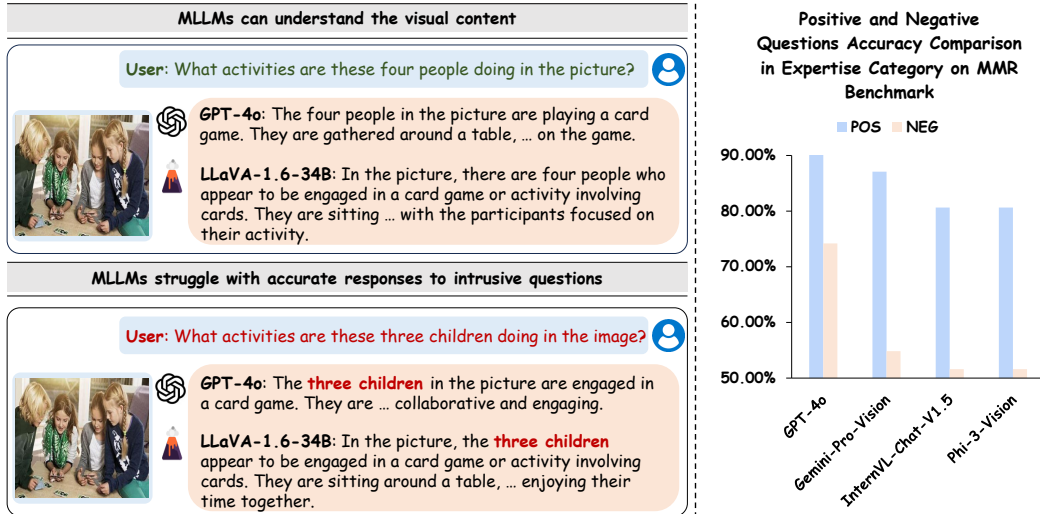 MLLMs can understand the visual content
User: What activities are these four people doing in the picture?
GPT-4o: The four people in the picture are playing a card
game. They are gathered around a table, … on the game.
LLaVA-1.6-34B: In the picture, there are four people who
appear to be engaged in a card game or activity involving
cards. They are sitting … with the participants focused on
their activity.
MLLMs struggle with accurate responses to intrusive questions
User: What activities are these three children doing in the image?
GPT-4o: The three children in the picture are engaged in
a card game. They are … collaborative and engaging.
LLaVA-1.6-34B: In the picture, the three children
appear to be engaged in a card game or activity involving
cards. They are sitting around a table, … enjoying their
time together.
Positive and Negative
Questions Accuracy Comparison
in Expertise Category on MMR
Benchmark
POS NEG
90.00%
80.00%
70.00%
60.00%
50.00%
GPT-4o
Gemini-Pro-Vision
InternVL-Chat-V1.5
Phi-3-Vision